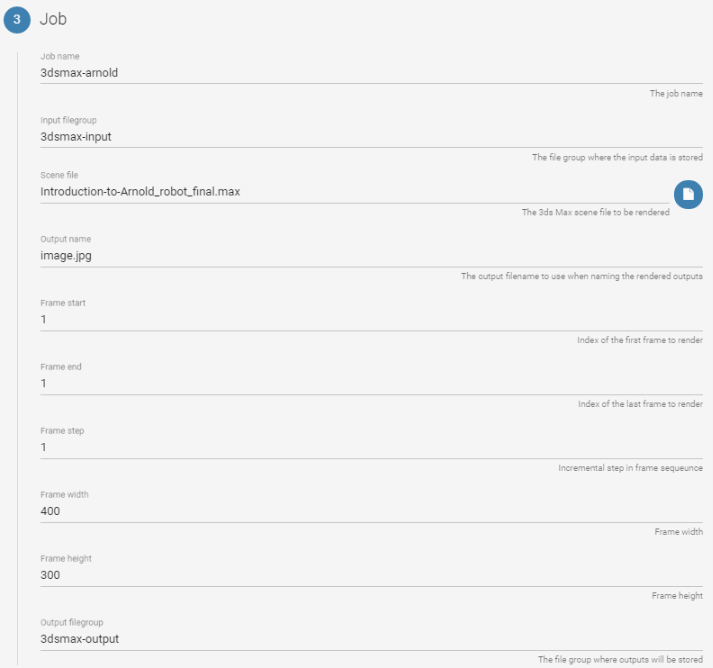 3 Job
Job name
3dsmax-arnold
The job name
Input filegroup
3dsmax-input
The file group where the input data is stored
Scene file
Introduction-to-Arnold_robot_final.max
The 3ds Max scene file to be rendered
Output name
image.jpg
The output filename to use when naming the rendered outputs
Frame start
1
Index of the first frame to render
Frame end
1
Index of the last frame to render
Frame step
1
Incremental step in frame sequeunce
Frame width
400
Frame width
Frame height
300
Frame height
Output filegroup
3dsmax-output
The file group where outputs will be stored